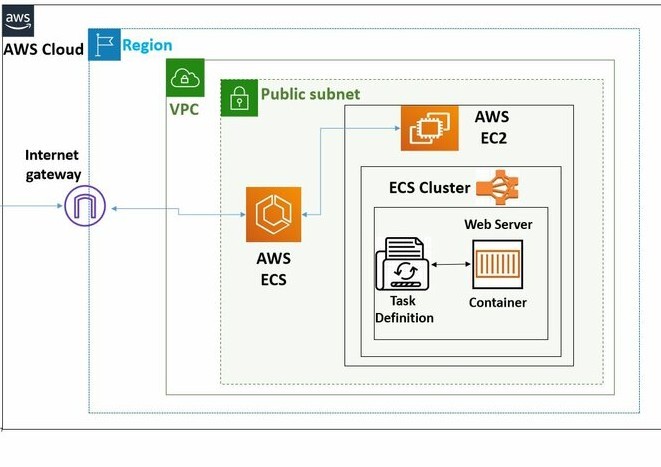 aws
AWS Cloud
Region
VPC
Public subnet
AWS
EC2
Internet
gateway
ECS Cluster
Web Server
AWS
ECS
Task
Definition
Container